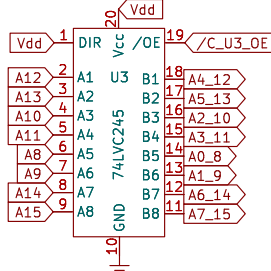 Vdd
20
Vdd 1 DIR Vcc /OE 19 /C_U3_OE
U3
74LVC245
A12 2 A1 B1 18 A4_12
A13 3 A2 B2 17 A5_13
A10 4 A3 B3 16 A2_10
A11 5 A4 B4 15 A3_11
A8 6 A5 B5 14 A0_8
A9 7 A6 B6 13 A1_9
A14 8 A7 B7 12 A6_14
A15 9 A8 B8 11 A7_15
GND
10